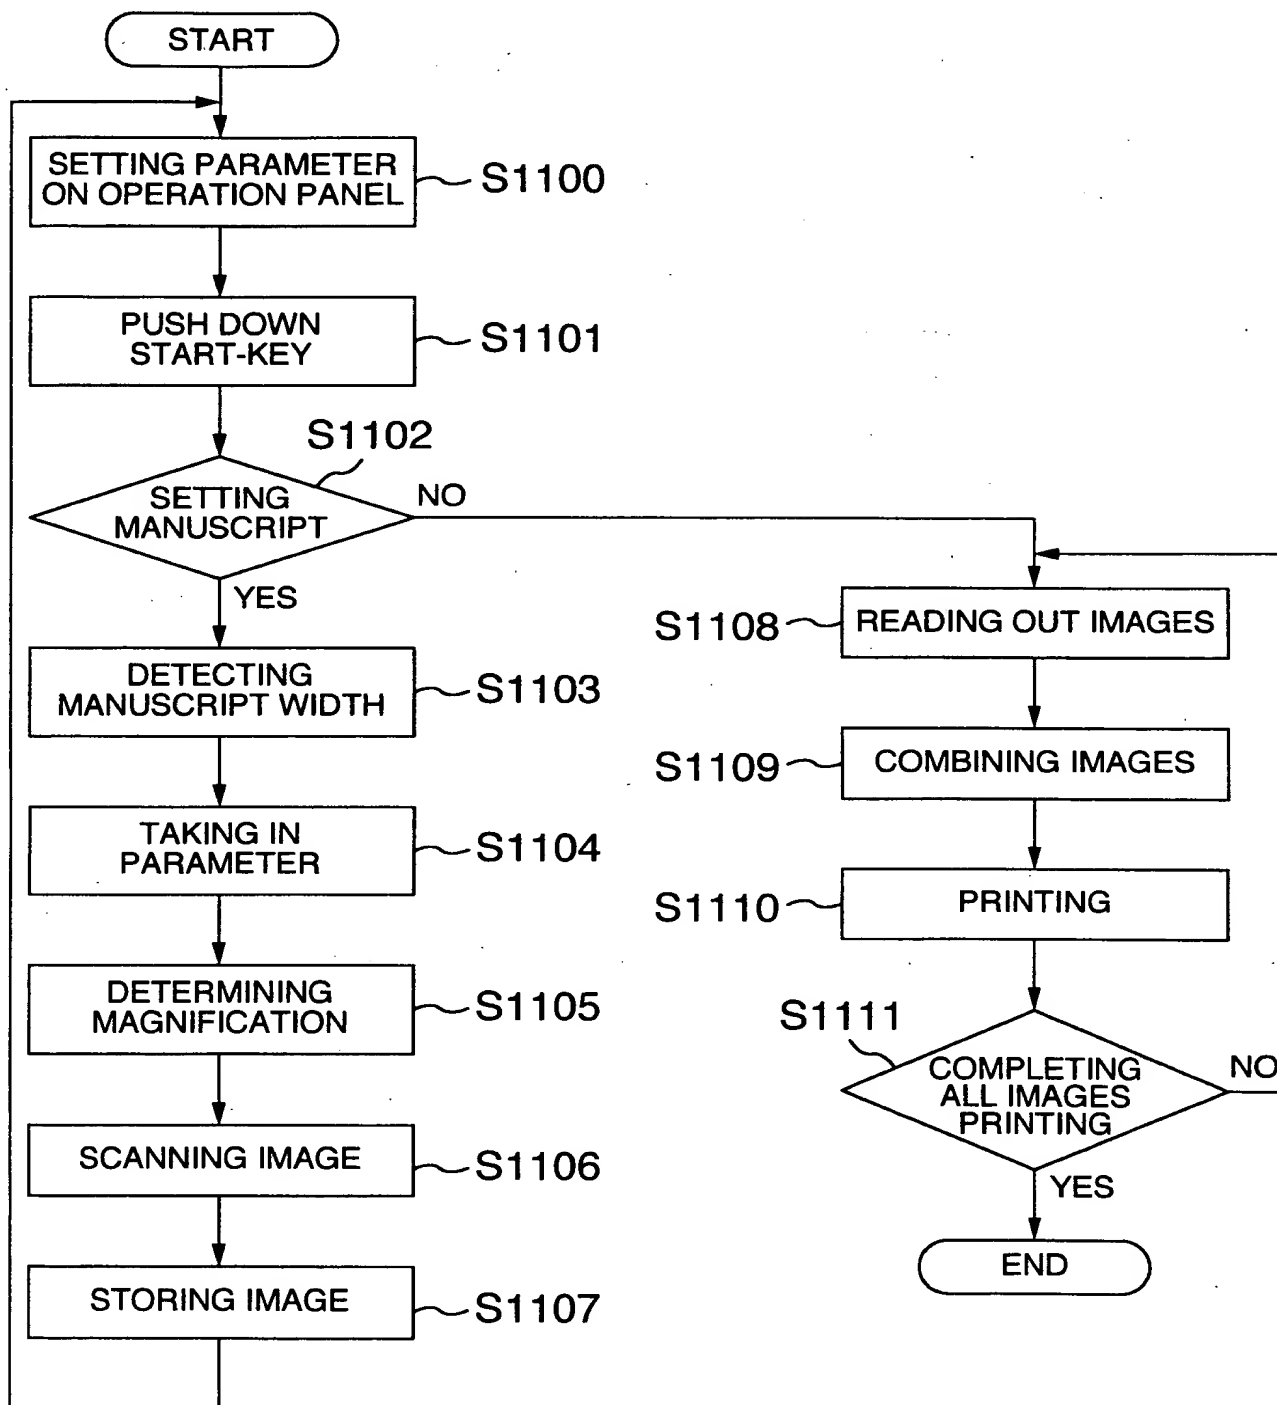 START
SETTING PARAMETER
ON OPERATION PANEL
S1100
PUSH DOWN
START-KEY
S1101
S1102
SETTING
MANUSCRIPT
NO
YES
DETECTING
MANUSCRIPT WIDTH
S1103
TAKING IN
PARAMETER
S1104
DETERMINING
MAGNIFICATION
S1105
SCANNING IMAGE
S1106
STORING IMAGE
S1107
S1108
READING OUT IMAGES
S1109
COMBINING IMAGES
S1110
PRINTING
S1111
COMPLETING
ALL IMAGES
PRINTING
NO
YES
END